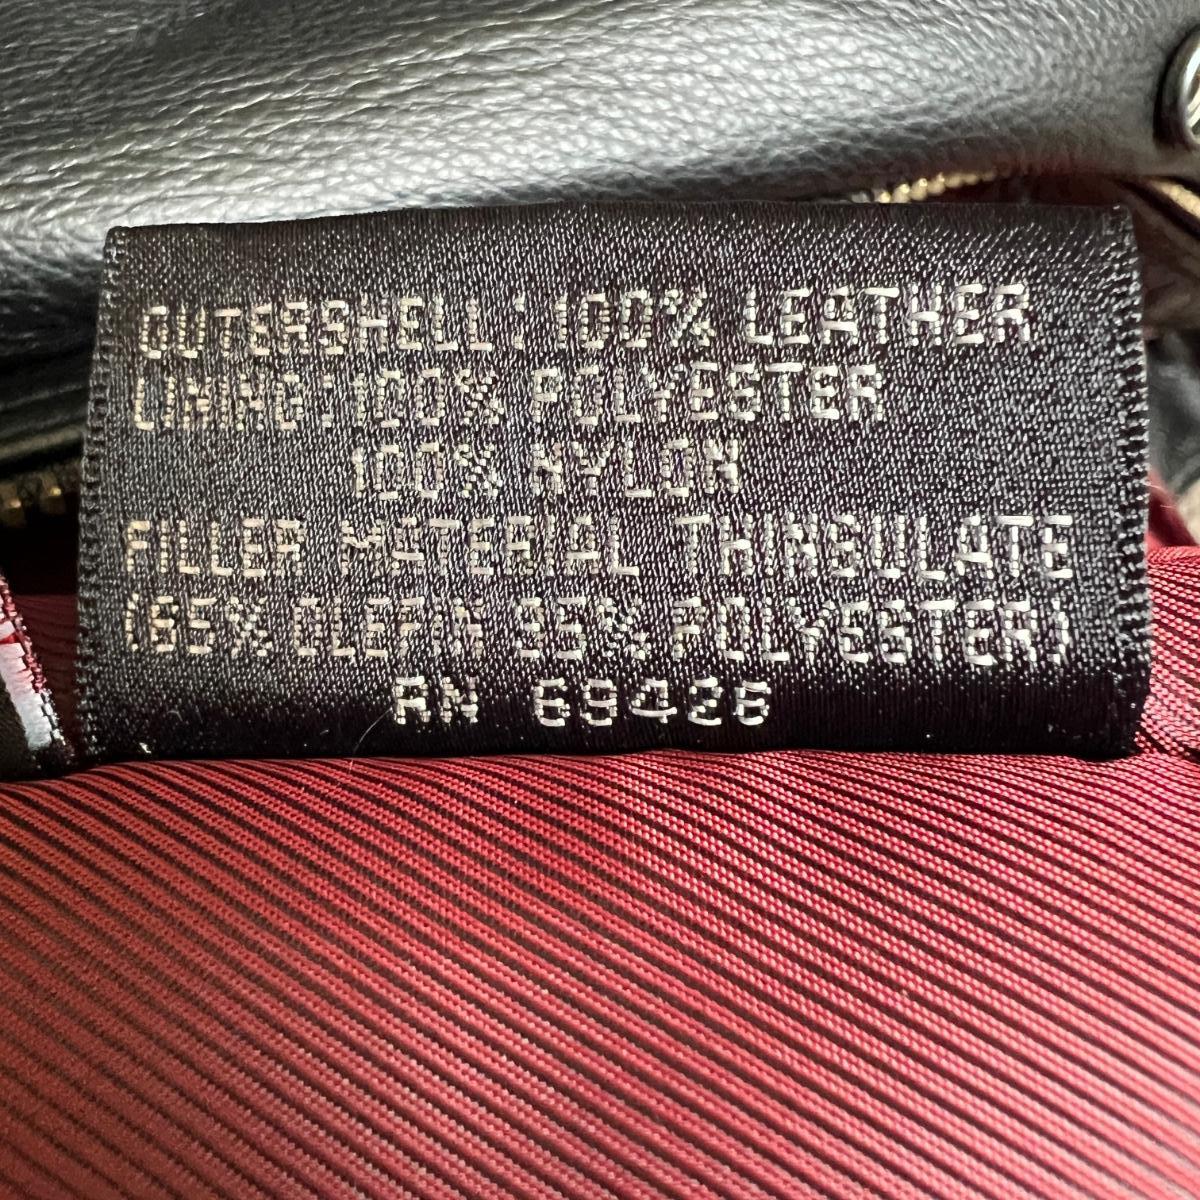 OUTERSHELL: 100% LEATHER
LINING: 100% POLYESTER
100% NYLON
FILLER MATERIAL THINSULATE
(65% OLEFIN 35% POLYESTER)
RN 69426